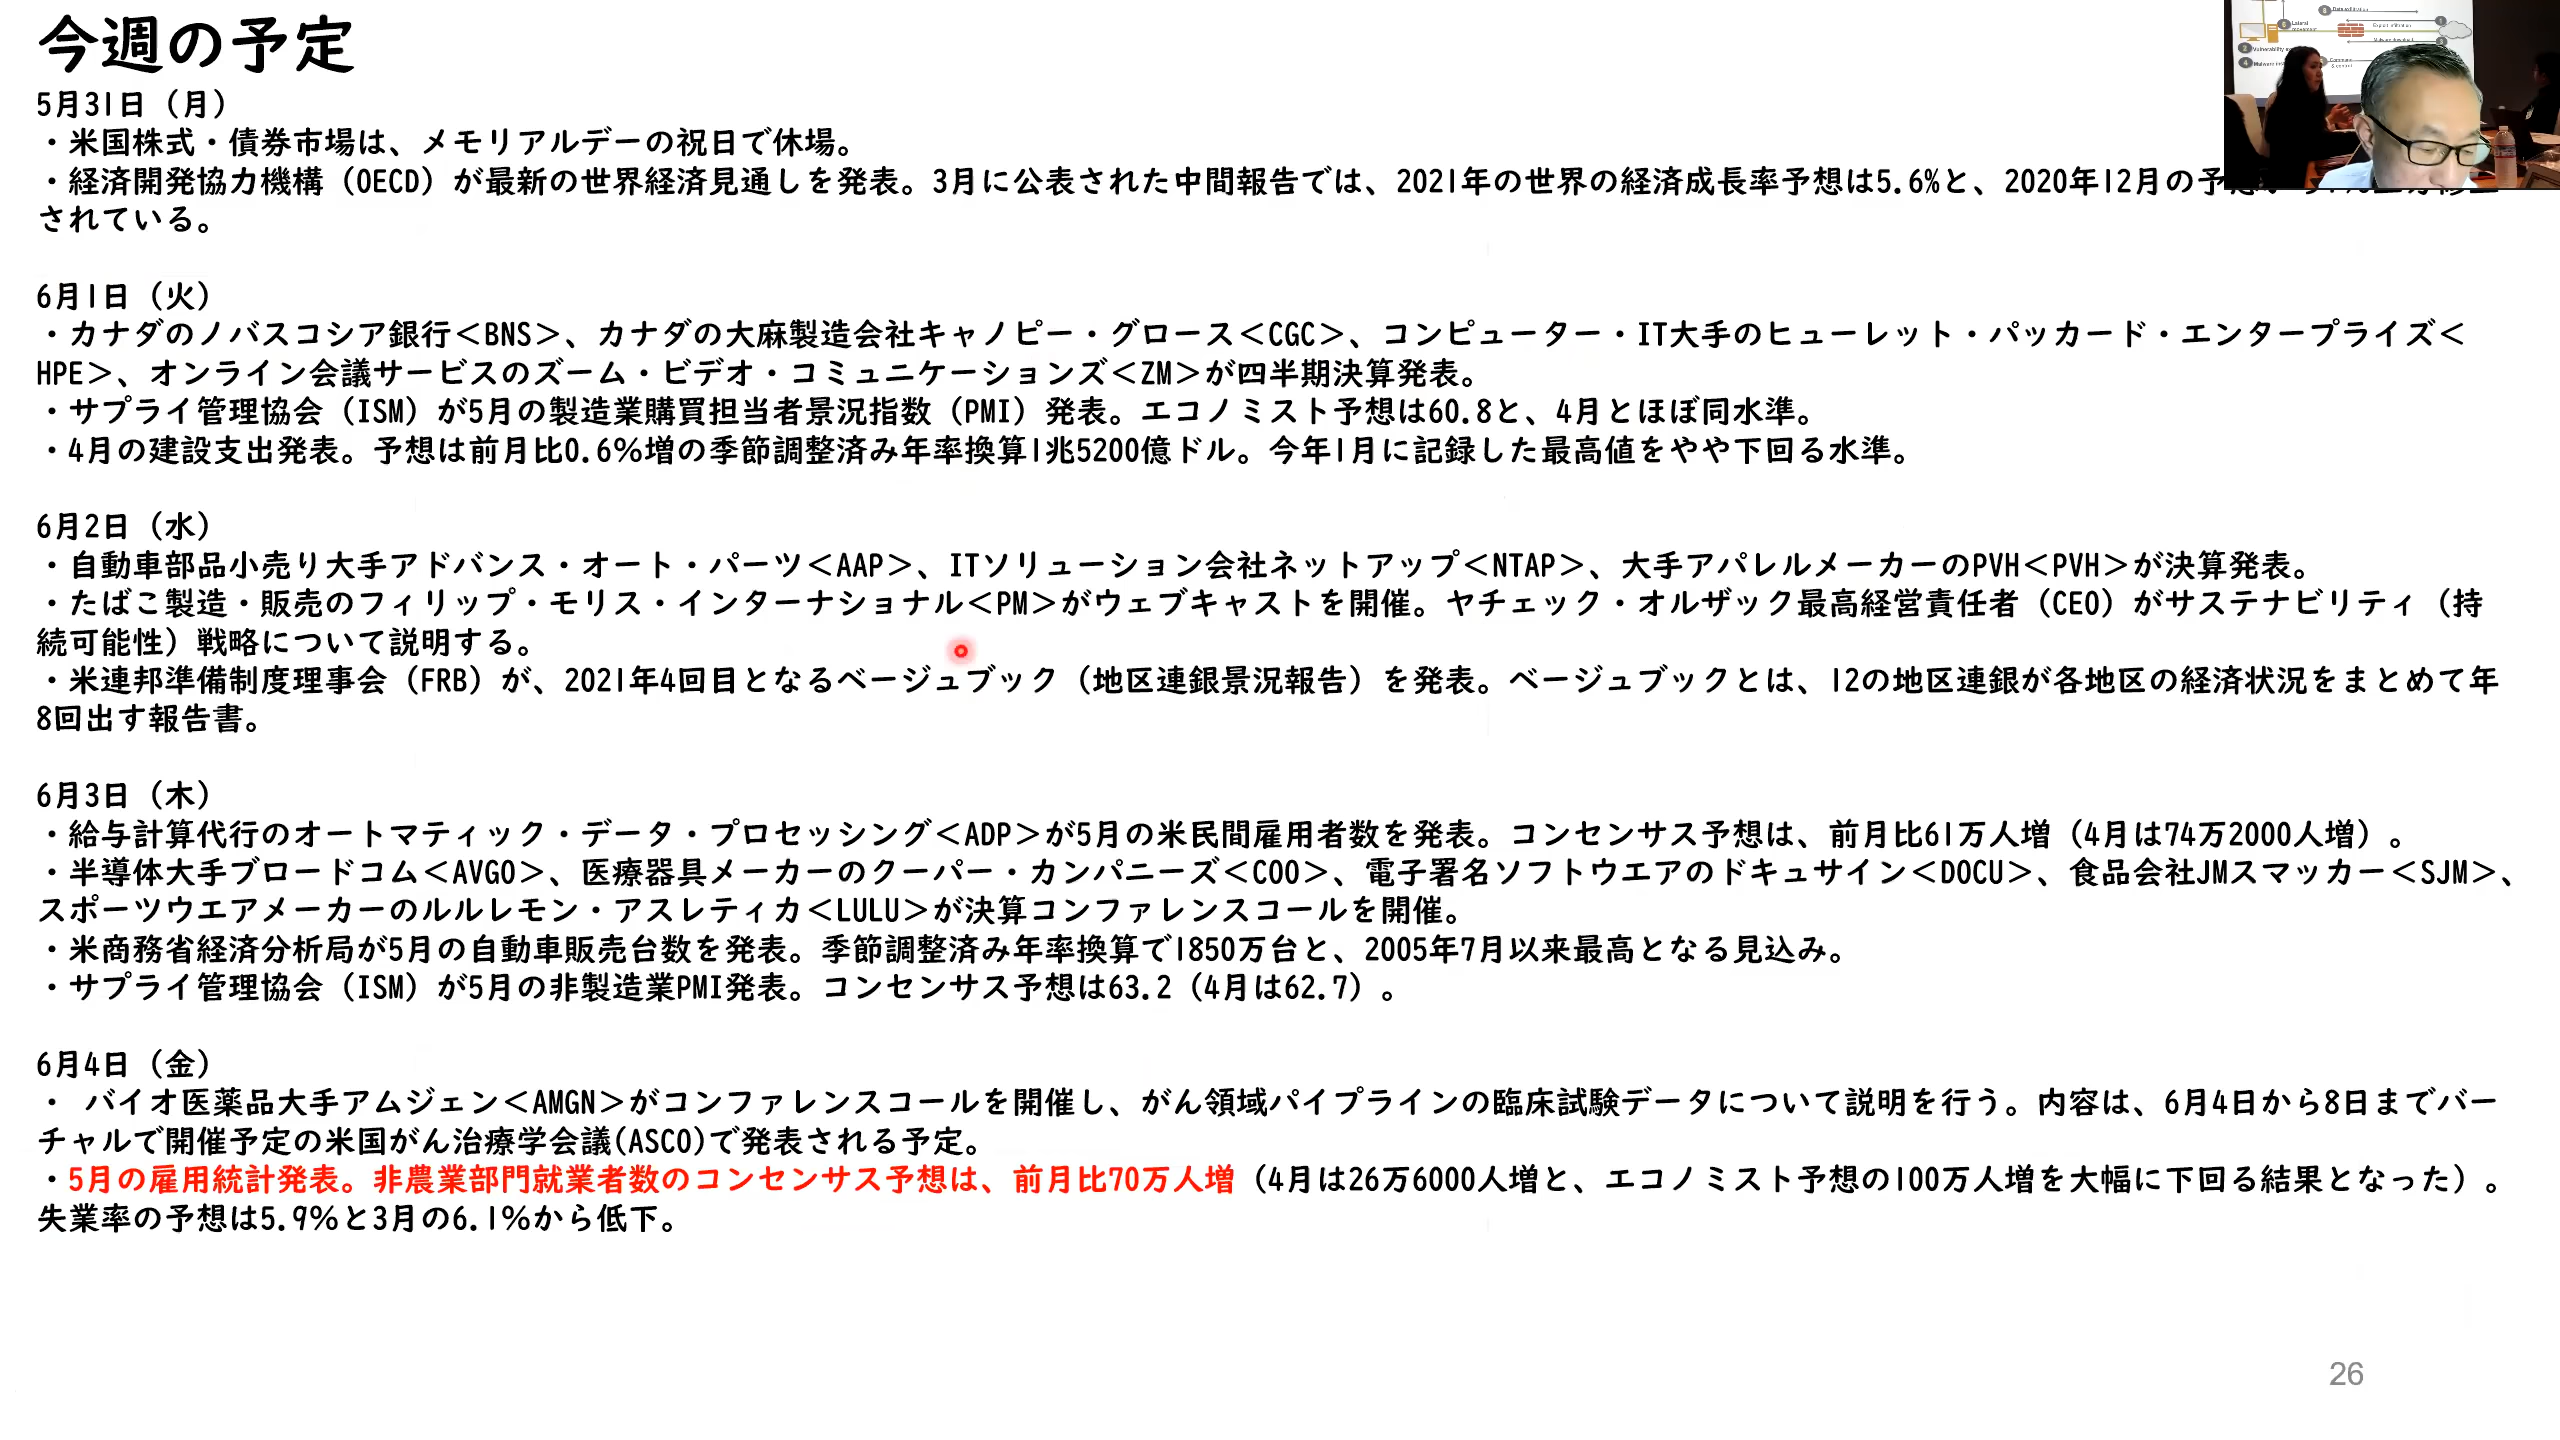 今週の予定
5月31日（月）
・米国株式・債券市場は、メモリアルデーの祝日で休場。
・経済開発協力機構（OECD）が最新の世界経済見通しを発表。3月に公表された中間報告では、2021年の世界の経済成長率予想は5.6%と、2020年12月の予
されている。
6月1日（火）
・カナダのノバスコシア銀行＜BNS＞、カナダの大麻製造会社キャノピー・グロース＜CGC＞、コンピューター・IT大手のヒューレット・パッカード・エンタープライズ＜
HPE＞、オンライン会議サービスのズーム・ビデオ・コミュニケーションズ＜ZM＞が四半期決算発表。
・サプライ管理協会（ISM）が5月の製造業購買担当者景況指数（PMI）発表。エコノミスト予想は60.8と、4月とほぼ同水準。
・4月の建設支出発表。予想は前月比0.6％増の季節調整済み年率換算1兆5200億ドル。今年1月に記録した最高値をやや下回る水準。
6月2日（水）
・自動車部品小売り大手アドバンス・オート・パーツ＜AAP＞、ITソリューション会社ネットアップ＜NTAP＞、大手アパレルメーカーのPVH＜PVH＞が決算発表。
・たばこ製造・販売のフィリップ・モリス・インターナショナル＜PM＞がウェブキャストを開催。ヤチェック・オルザック最高経営責任者（CEO）がサステナビリティ（持
続可能性）戦略について説明する。
・米連邦準備制度理事会（FRB）が、2021年4回目となるベージュブック（地区連銀景況報告）を発表。ベージュブックとは、12の地区連銀が各地区の経済状況をまとめて年
8回出す報告書。
6月3日（木）
・給与計算代行のオートマティック・データ・プロセッシング＜ADP＞が5月の米民間雇用者数を発表。コンセンサス予想は、前月比61万人増（4月は74万2000人増）。
・半導体大手ブロードコム＜AVGO＞、医療器具メーカーのクーパー・カンパニーズ＜COO＞、電子署名ソフトウエアのドキュサイン＜DOCU＞、食品会社JMスマッカー＜SJM＞、
スポーツウエアメーカーのルルレモン・アスレティカ＜LULU＞が決算コンファレンスコールを開催。
・米商務省経済分析局が5月の自動車販売台数を発表。季節調整済み年率換算で1850万台と、2005年7月以来最高となる見込み。
・サプライ管理協会（ISM）が5月の非製造業PMI発表。コンセンサス予想は63.2（4月は62.7）。
6月4日（金）
・ バイオ医薬品大手アムジェン＜AMGN＞がコンファレンスコールを開催し、がん領域パイプラインの臨床試験データについて説明を行う。内容は、6月4日から8日までバー
チャルで開催予定の米国がん治療学会議(ASCO)で発表される予定。
・5月の雇用統計発表。非農業部門就業者数のコンセンサス予想は、前月比70万人増（4月は26万6000人増と、エコノミスト予想の100万人増を大幅に下回る結果となった）。
失業率の予想は5.9％と3月の6.1％から低下。
26